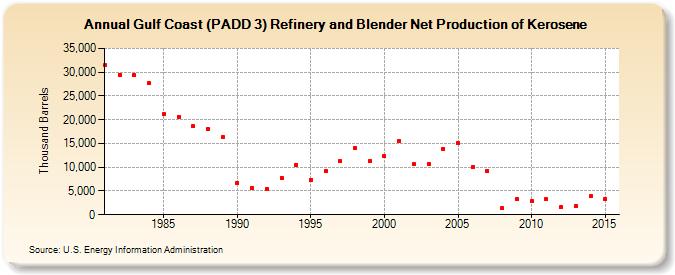 Annual Gulf Coast (PADD 3) Refinery and Blender Net Production of Kerosene
Thousand Barrels
35,000
30,000
25,000
20,000
15,000
10,000
5,000
0
1985 1990 1995 2000 2005 2010 2015
Source: U.S. Energy Information Administration